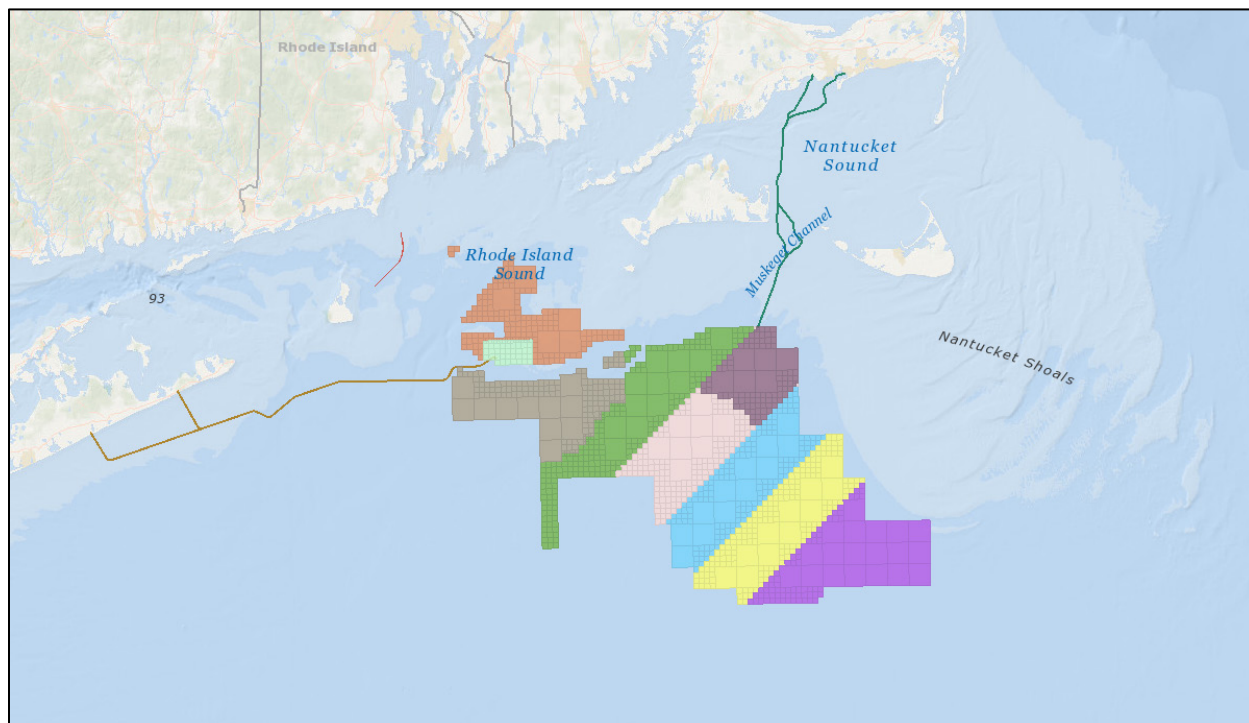 Rhode Island
Nantucket
Sound
Muskeget Channel
Rhode Island
Sound
93
Nantucket Shoals